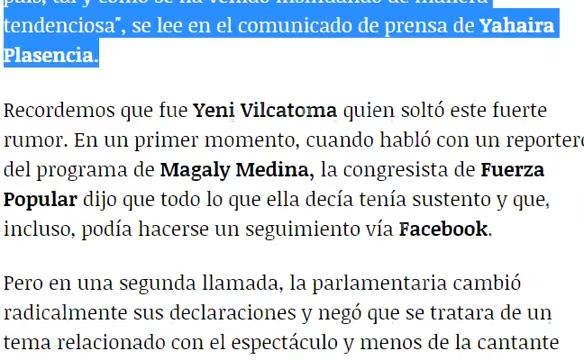 tendenciosa", se lee en el comunicado de prensa de Yahaira
Plasencia.
Recordemos que fue Yeni Vilcatoma quien soltó este fuerte
rumor. En un primer momento, cuando habló con un reportero
del programa de Magaly Medina, la congresista de Fuerza
Popular dijo que todo lo que ella decía tenía sustento y que,
incluso, podía hacerse un seguimiento vía Facebook.
Pero en una segunda llamada, la parlamentaria cambió
radicalmente sus declaraciones y negó que se tratara de un
tema relacionado con el espectáculo y menos de la cantante